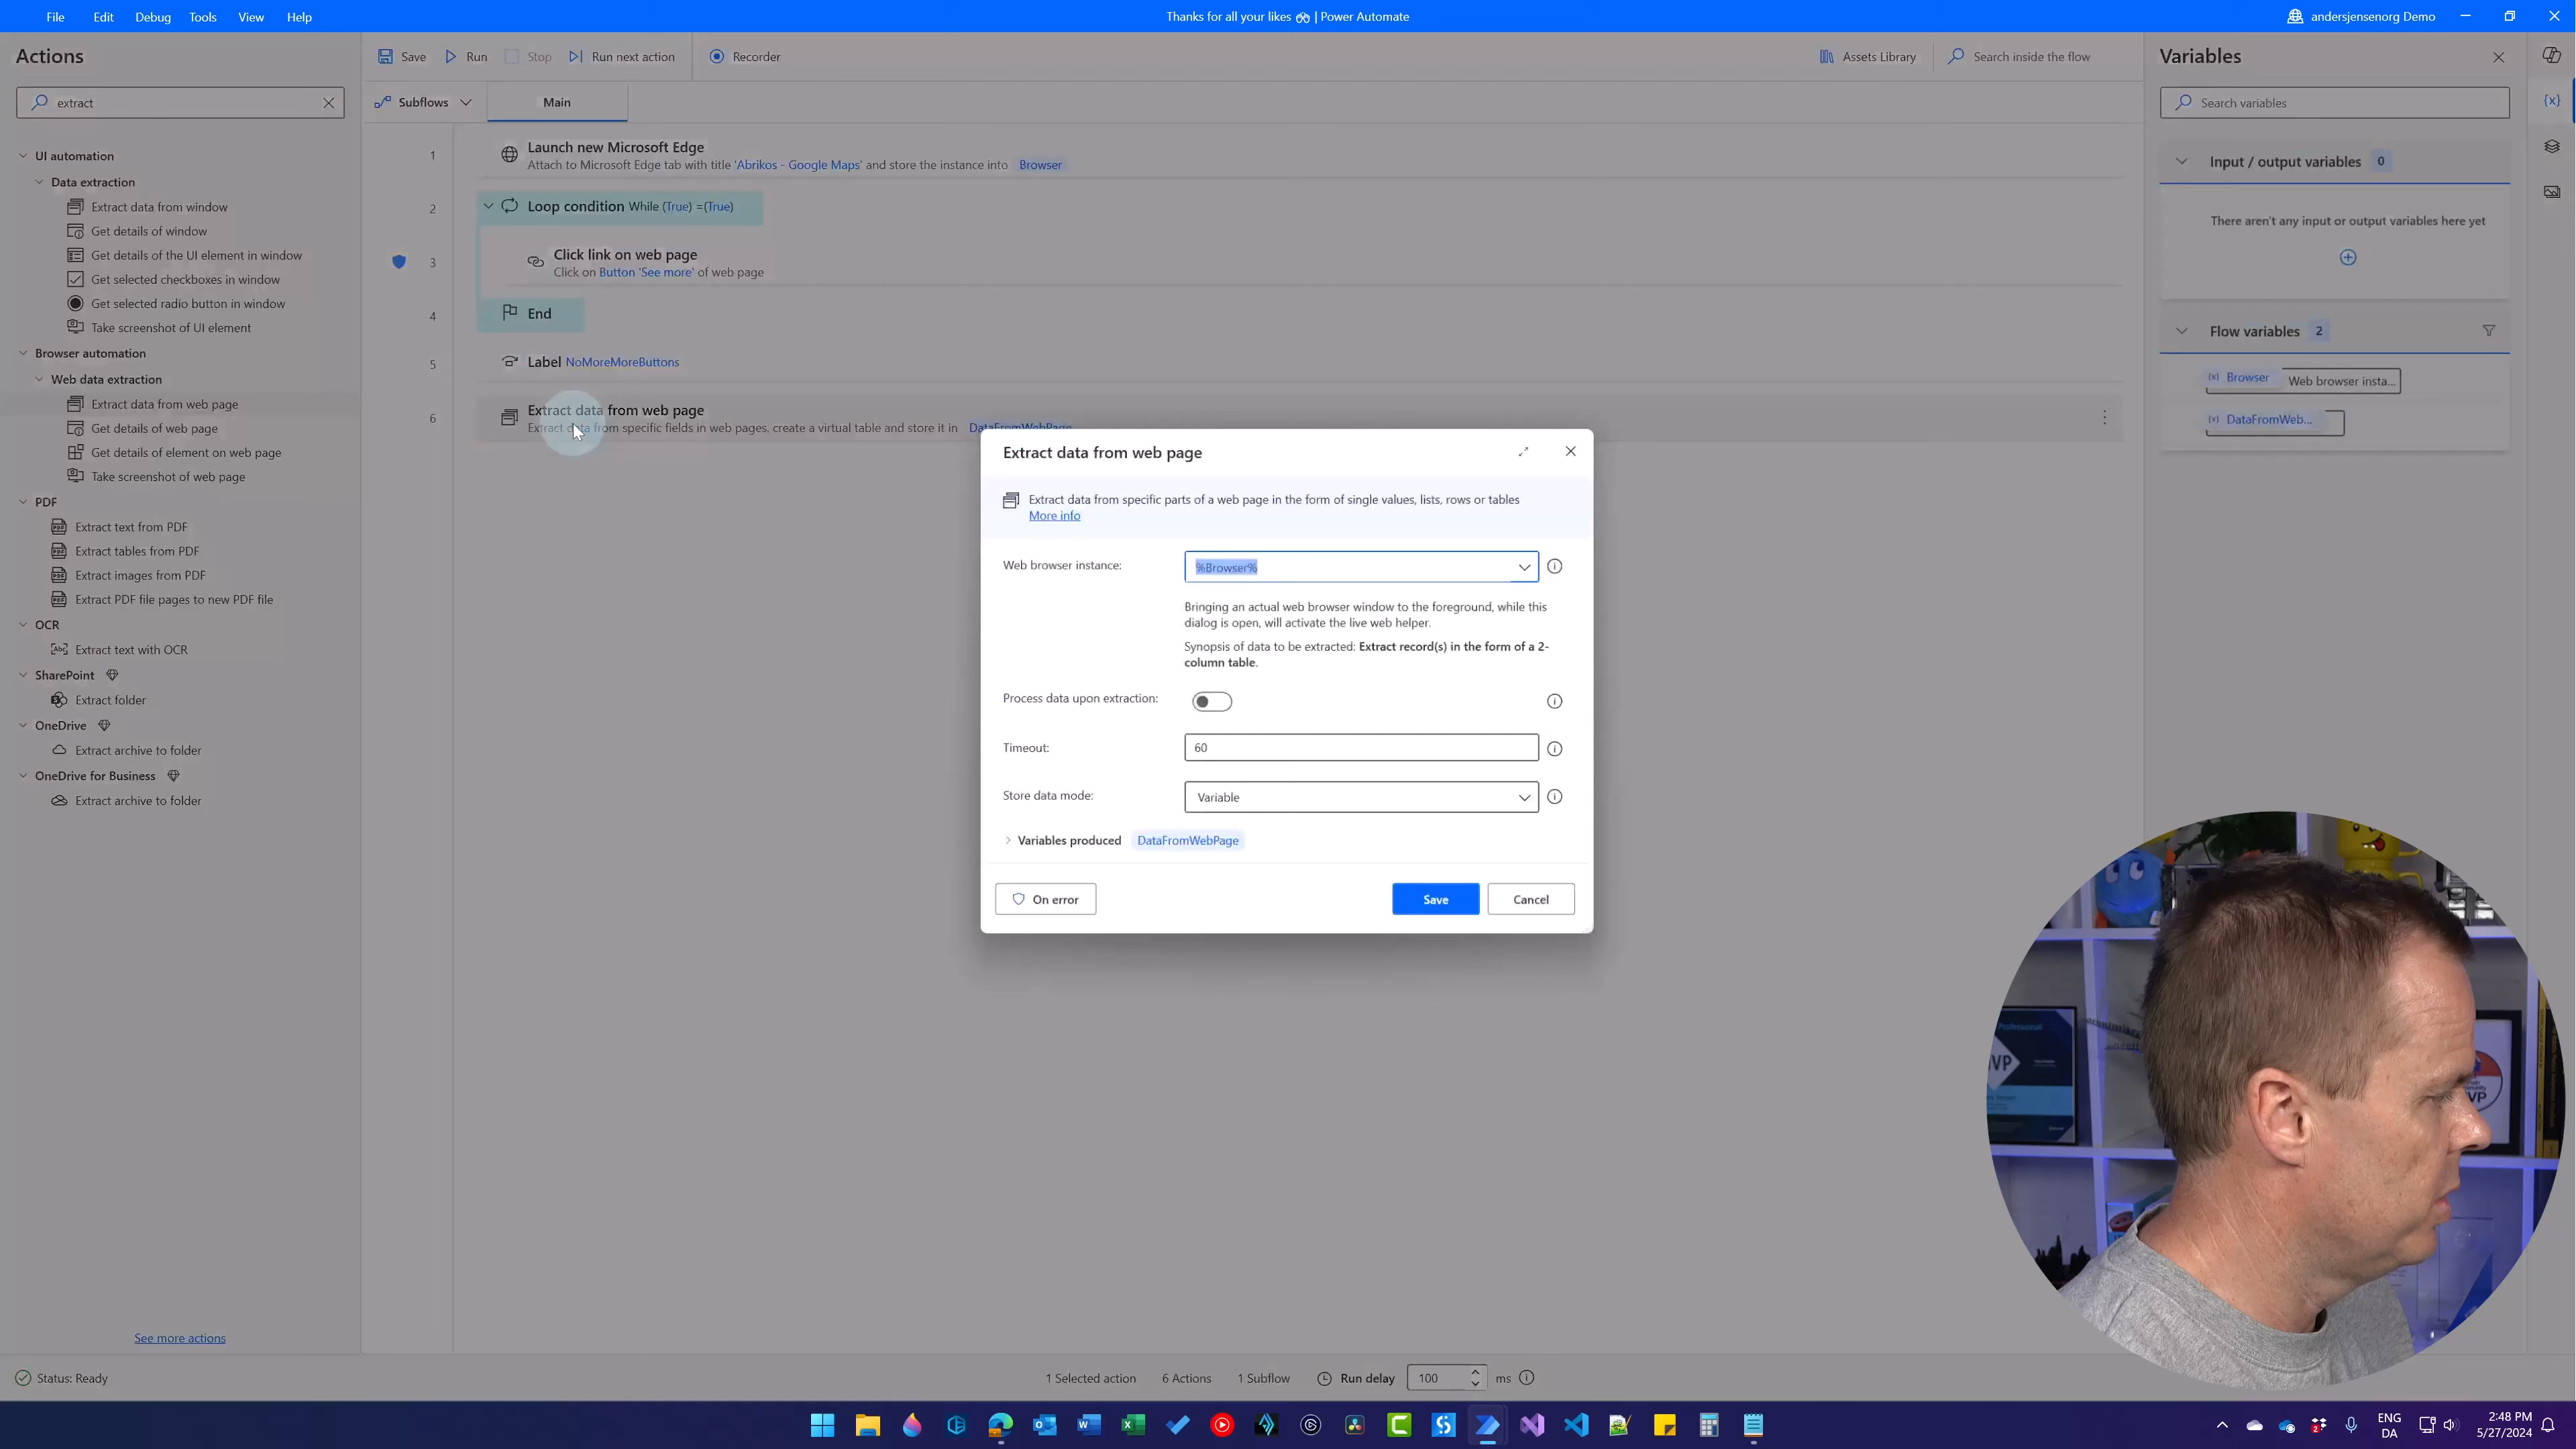 File Edit Debug Tools View Help
Thanks for all your likes | Power Automate
andersjensenorg Demo
Actions
Save Run Stop Run next action Recorder
Assets Library Search inside the flow
Variables
extract
Subflows Main
Search variables
UI automation
Data extraction
Extract data from window
Get details of window
Get details of the UI element in window
Get selected checkboxes in window
Get selected radio button in window
Take screenshot of UI element
Browser automation
Web data extraction
Extract data from web page
Get details of web page
Get details of element on web page
Take screenshot of web page
PDF
Extract text from PDF
Extract tables from PDF
Extract images from PDF
Extract PDF file pages to new PDF file
OCR
Extract text with OCR
SharePoint
Extract folder
OneDrive
Extract archive to folder
OneDrive for Business
Extract archive to folder
See more actions
1
Launch new Microsoft Edge
Attach to Microsoft Edge tab with title 'Abrikos - Google Maps' and store the instance into Browser
2
Loop condition While (True) =(True)
3
Click link on web page
Click on Button 'See more' of web page
4
End
5
Label NoMoreMoreButtons
6
Extract data from web page
Extract data from specific fields in web pages, create a virtual table and store it in DataFromWebPage
Extract data from web page
Extract data from specific parts of a web page in the form of single values, lists, rows or tables
More info
Web browser instance: %Browser%
Bringing an actual web browser window to the foreground, while this
dialog is open, will activate the live web helper.
Synopsis of data to be extracted: Extract record(s) in the form of a 2-
column table.
Process data upon extraction:
Timeout: 60
Store data mode: Variable
Variables produced DataFromWebPage
On error Save Cancel
Input / output variables 0
There aren't any input or output variables here yet
Flow variables 2
Browser Web browser insta...
DataFromWeb...
Status: Ready
1 Selected action 6 Actions 1 Subflow Run delay 100 ms
ENG
DA
2:48 PM
5/27/2024